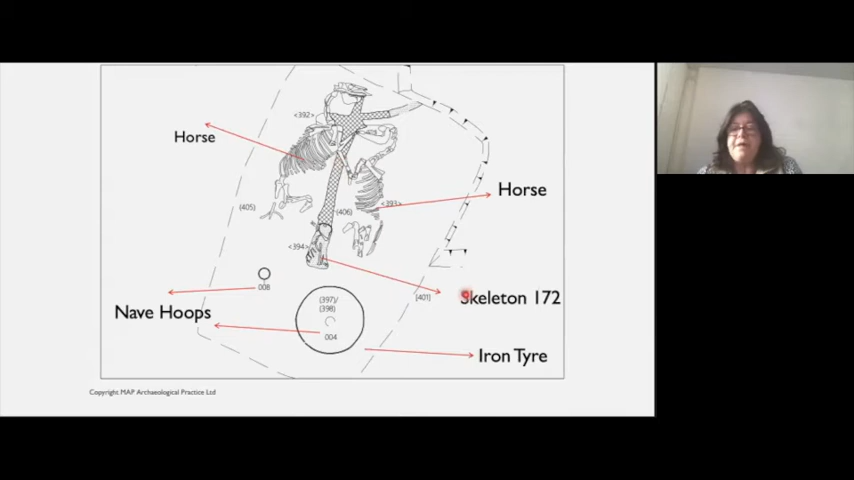 <392>
Horse
Horse
<393>
(405)
(406)
<394>
008
Skeleton 172
[401]
(397)/
(398)
Nave Hoops
004
Iron Tyre
Copyright MAP Archaeological Practice Ltd